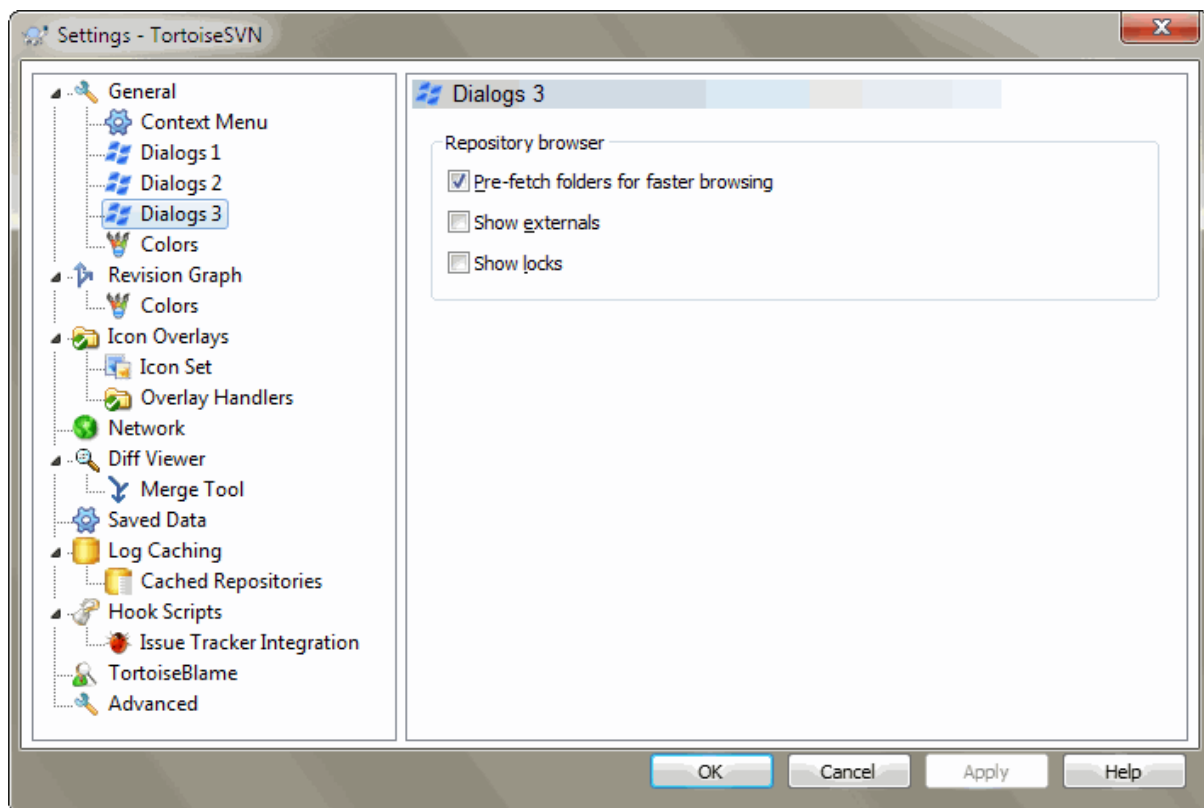 Settings - TortoiseSVN
General
Context Menu
Dialogs 1
Dialogs 2
Dialogs 3
Colors
Revision Graph
Colors
Icon Overlays
Icon Set
Overlay Handlers
Network
Diff Viewer
Merge Tool
Saved Data
Log Caching
Cached Repositories
Hook Scripts
Issue Tracker Integration
TortoiseBlame
Advanced
Dialogs 3
Repository browser
Pre-fetch folders for faster browsing
Show externals
Show locks
OK Cancel Apply Help